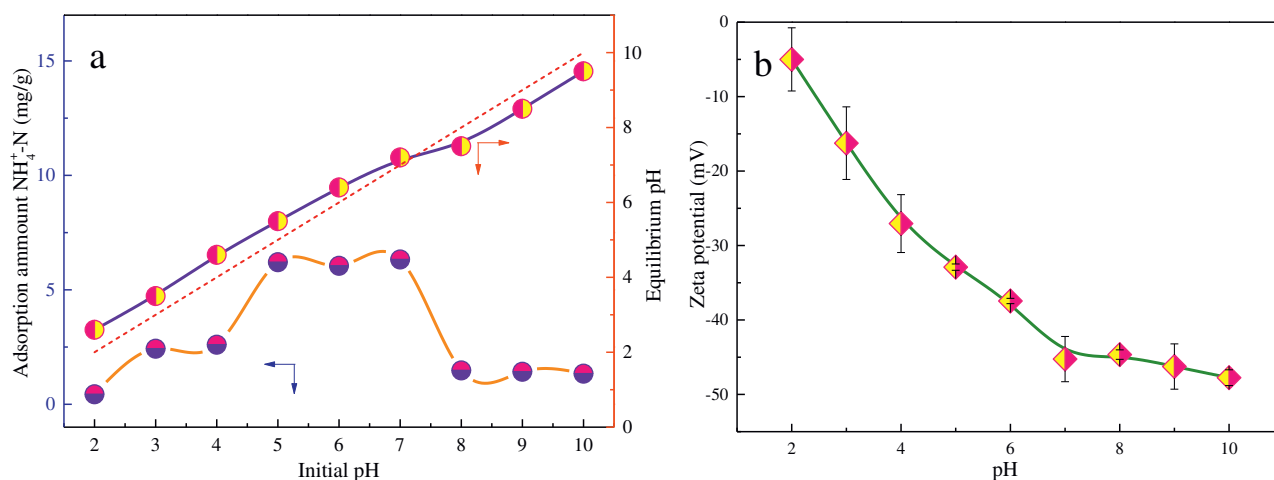 a
Adsorption ammount NH₄⁺-N (mg/g)
15
10
5
0
10
8
6
4
2
0
Equilibrium pH
2 3 4 5 6 7 8 9 10
Initial pH
b
Zeta potential (mV)
0
-10
-20
-30
-40
-50
2 4 6 8 10
pH